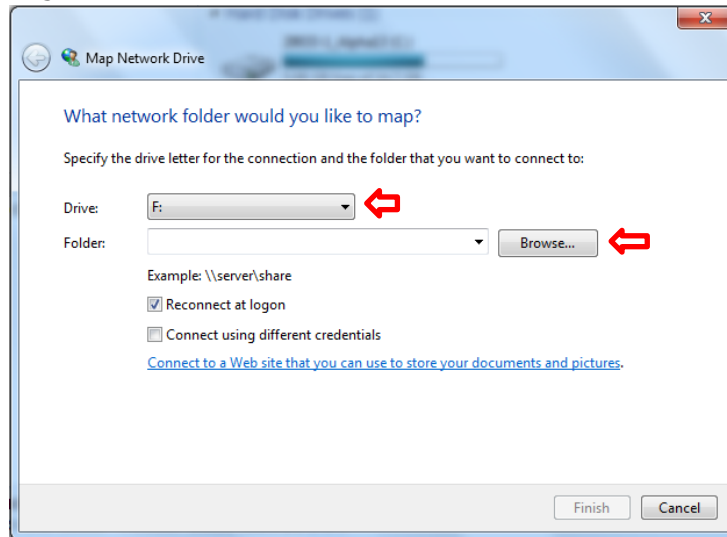 Map Network Drive
What network folder would you like to map?
Specify the drive letter for the connection and the folder that you want to connect to:
Drive: F:
Folder: Browse...
Example: \\server\share
Reconnect at logon
Connect using different credentials
Connect to a Web site that you can use to store your documents and pictures.
Finish Cancel